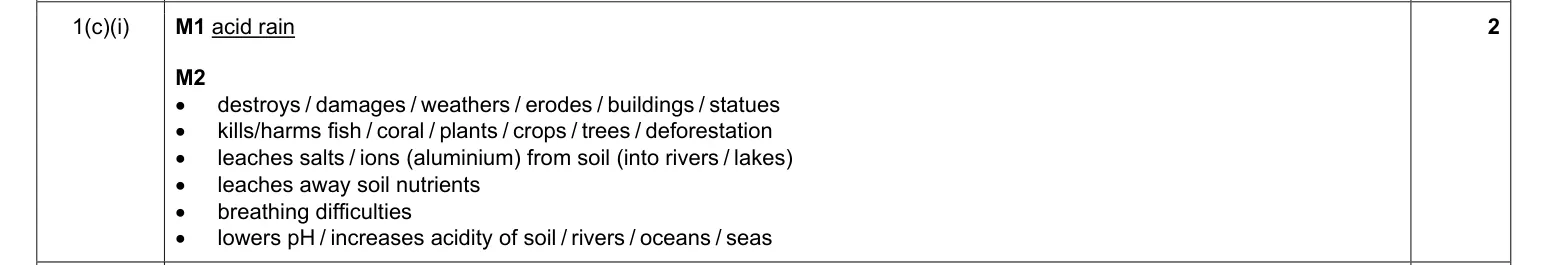 1(c)(i) M1 acid rain 2
M2
• destroys / damages / weathers / erodes / buildings / statues
• kills/harms fish / coral / plants / crops / trees / deforestation
• leaches salts / ions (aluminium) from soil (into rivers / lakes)
• leaches away soil nutrients
• breathing difficulties
• lowers pH / increases acidity of soil / rivers / oceans / seas